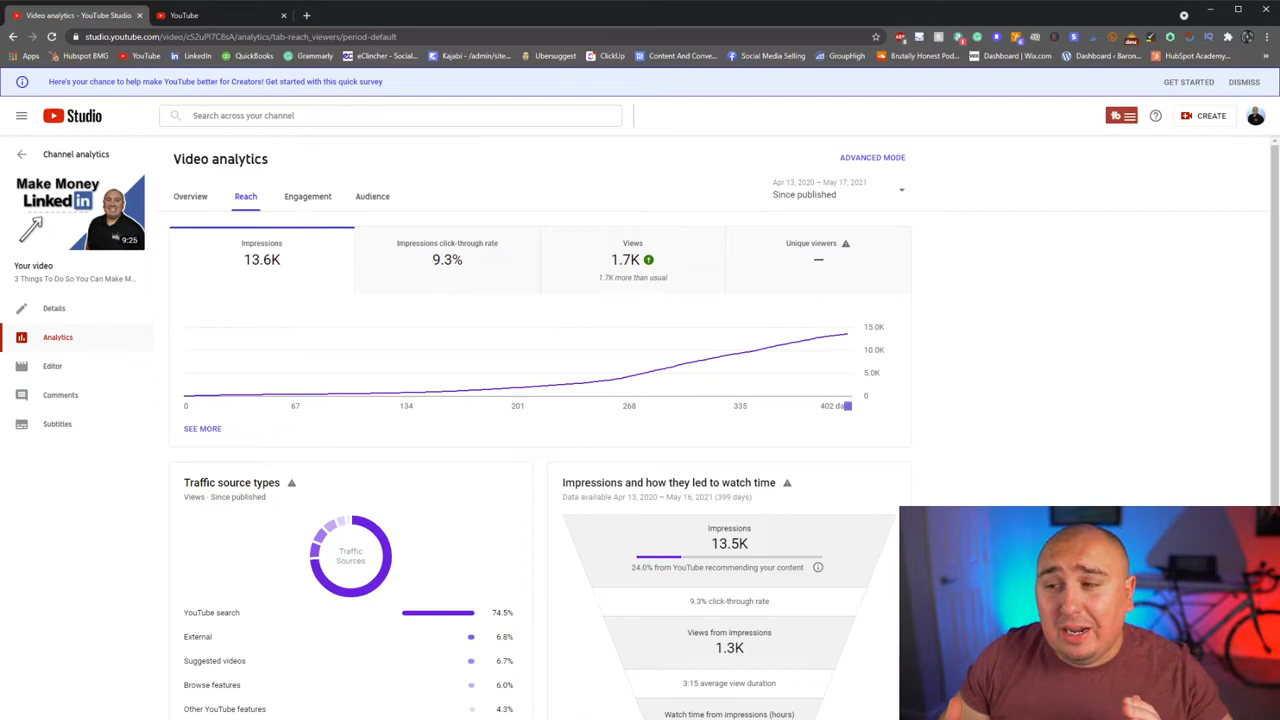 Video analytics - YouTube Studio
YouTube
studio.youtube.com/video/cS2uPl7C8sA/analytics/tab-reach_viewers/period-default
Apps
Hubspot BMG
YouTube
LinkedIn
QuickBooks
Grammarly
Kajabi - /admin/site...
Ubersuggest
ClickUp
Content And Conve...
eClincher - Social...
Social Media Selling
GroupHigh
Brutally Honest Pod...
Dashboard | Wix.com
Dashboard - Baron...
HubSpot Academy...
Here's your chance to help make YouTube better for Creators! Get started with this quick survey
GET STARTED
DISMISS
Studio
Search across your channel
tb
CREATE
Channel analytics
Make Money
Linked in
9:25
Your video
3 Things To Do So You Can Make M...
Details
Analytics
Editor
Comments
Subtitles
Video analytics
ADVANCED MODE
Overview
Reach
Engagement
Audience
Apr 13, 2020 – May 17, 2021
Since published
Impressions
13.6K
Impressions click-through rate
9.3%
Views
1.7K
1.7K more than usual
Unique viewers
—
15.0K
10.0K
5.0K
0
0
67
134
201
268
335
402 da
SEE MORE
Traffic source types
Views · Since published
Traffic
Sources
YouTube search
74.5%
External
6.8%
Suggested videos
6.7%
Browse features
6.0%
Other YouTube features
4.3%
Impressions and how they led to watch time
Data available Apr 13, 2020 – May 16, 2021 (399 days)
Impressions
13.5K
24.0% from YouTube recommending your content
9.3% click-through rate
Views from impressions
1.3K
3:15 average view duration
Watch time from impressions (hours)